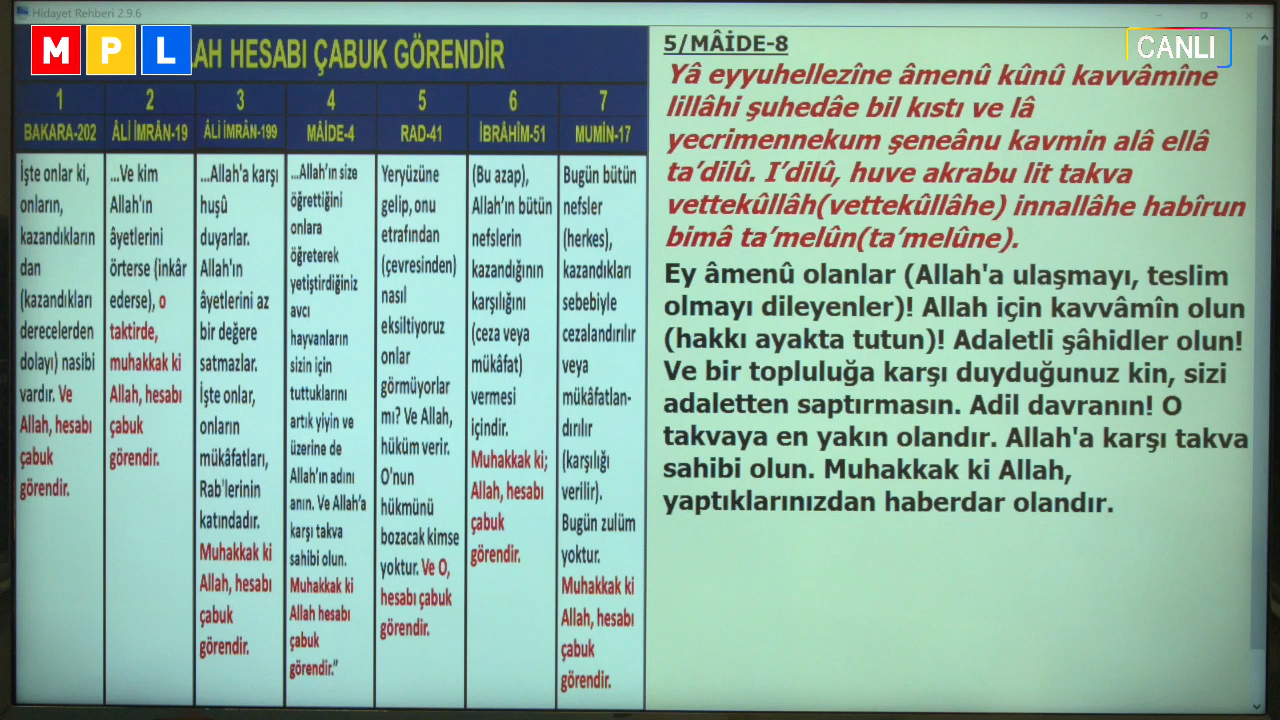 Hidayet Rehberi 2.9.6
MPL
CANLI
AH HESABI ÇABUK GÖRENDİR
1
BAKARA-202
İşte onlar ki,
onların,
kazandıkların
dan
(kazandıkları
derecelerden
dolayı) nasibi
vardır. Ve
Allah, hesabı
çabuk
görendir.
2
ÂLİ İMRÂN-19
...Ve kim
Allah'ın
âyetlerini
örterse (inkâr
ederse), o
taktirde,
muhakkak ki
Allah, hesabı
çabuk
görendir.
3
ÂLİ İMRÂN-199
...Allah'a karşı
huşû
duyarlar.
Allah'ın
âyetlerini az
bir değere
satmazlar.
İşte onlar,
onların
mükâfatları,
Rab'lerinin
katındadır.
Muhakkak ki
Allah, hesabı
çabuk
görendir.
4
MÂİDE-4
...Allah’ın size
öğrettiğini
onlara
öğreterek
yetiştirdiğiniz
avcı
hayvanların
sizin için
tuttuklarını
artık yiyin ve
üzerine de
Allah’ın adını
anın. Ve Allah’a
karşı takva
sahibi olun.
Muhakkak ki
Allah hesabı
çabuk
görendir.”
5
RAD-41
Yeryüzüne
gelip, onu
etrafından
(çevresinden)
nasıl
eksiltiyoruz
onlar
görmüyorlar
mı? Ve Allah,
hüküm verir.
O'nun
hükmünü
bozacak kimse
yoktur. Ve O,
hesabı çabuk
görendir.
6
İBRÂHÎM-51
(Bu azap),
Allah’ın bütün
nefslerin
kazandığının
karşılığını
(ceza veya
mükâfat)
vermesi
içindir.
Muhakkak ki;
Allah, hesabı
çabuk
görendir.
7
MUMİN-17
Bugün bütün
nefsler
(herkes),
kazandıkları
sebebiyle
cezalandırılır
veya
mükâfatlan-
dırılır
(karşılığı
verilir).
Bugün zulüm
yoktur.
Muhakkak ki
Allah, hesabı
çabuk
görendir.
5/MÂİDE-8
Yâ eyyuhellezîne âmenû kûnû kavvâmîne
lillâhi şuhedâe bil kıstı ve lâ
yecrimennekum şeneânu kavmin alâ ellâ
ta’dilû. I’dilû, huve akrabu lit takva
vettekûllâh(vettekûllâhe) innallâhe habîrun
bimâ ta’melûn(ta’melûne).
Ey âmenû olanlar (Allah'a ulaşmayı, teslim
olmayı dileyenler)! Allah için kavvâmîn olun
(hakkı ayakta tutun)! Adaletli şâhidler olun!
Ve bir topluluğa karşı duyduğunuz kin, sizi
adaletten saptırmasın. Adil davranın! O
takvaya en yakın olandır. Allah'a karşı takva
sahibi olun. Muhakkak ki Allah,
yaptıklarınızdan haberdar olandır.